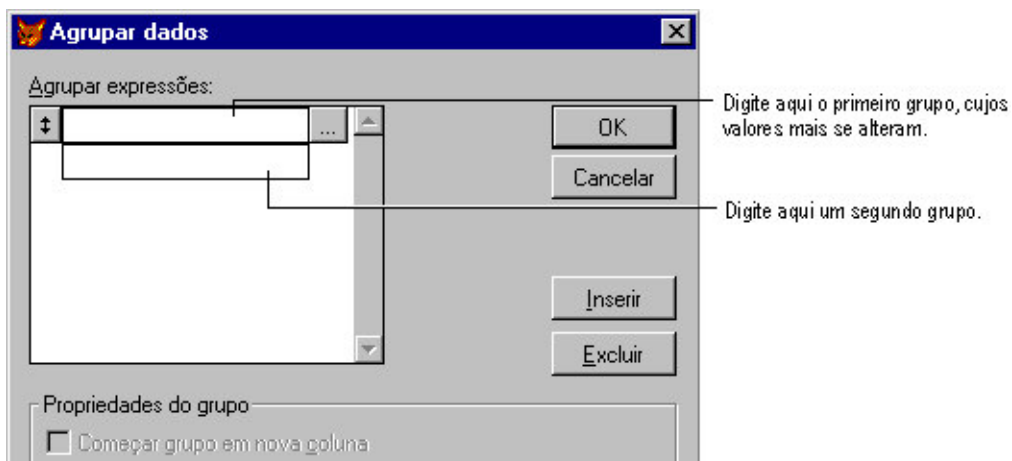 Agrupar dados
Agrupar expressões:
...
OK
Cancelar
Inserir
Excluir
Propriedades do grupo
Começar grupo em nova coluna
Digite aqui o primeiro grupo, cujos
valores mais se alteram.
Digite aqui um segundo grupo.